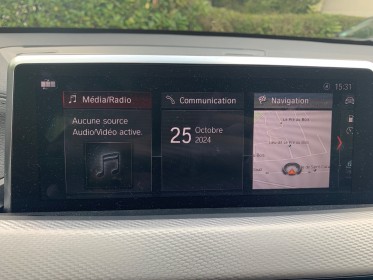 15:31
Média/Radio
Communication
Navigation
Aucune source
Audio/Vidéo active.
25 Octobre
2024